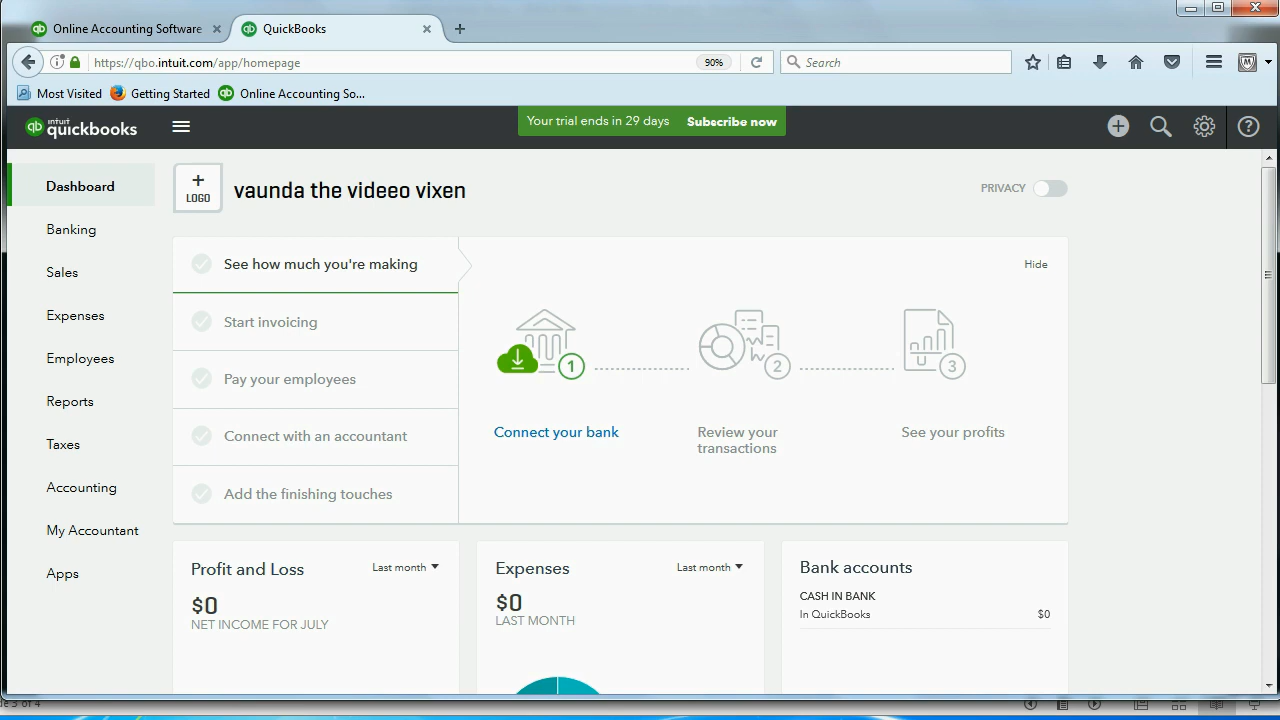 Online Accounting Software
QuickBooks
https://qbo.intuit.com/app/homepage
90%
Search
Most Visited
Getting Started
Online Accounting So...
qb intuit quickbooks
Your trial ends in 29 days Subscribe now
Dashboard
Banking
Sales
Expenses
Employees
Reports
Taxes
Accounting
My Accountant
Apps
+
LOGO
vaunda the videeo vixen
PRIVACY
See how much you're making
Start invoicing
Pay your employees
Connect with an accountant
Add the finishing touches
Hide
1
2
3
Connect your bank
Review your
transactions
See your profits
Profit and Loss
Last month
$0
NET INCOME FOR JULY
Expenses
Last month
$0
LAST MONTH
Bank accounts
CASH IN BANK
In QuickBooks $0
de 3 of 4